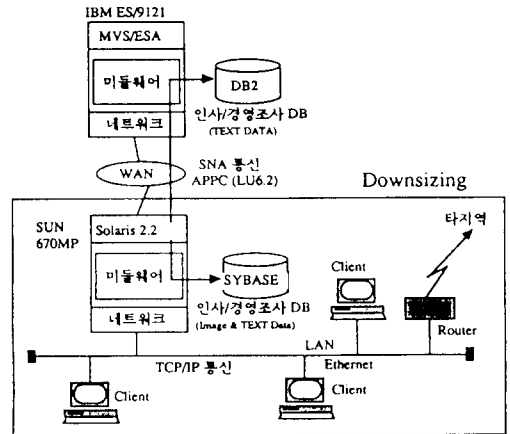 IBM ES/9121
MVS/ESA
미들웨어
네트워크
DB2
인사/경영조사 DB
(TEXT DATA)
WAN
SNA 통신
APPC (LU6.2)
Downsizing
SUN
670MP
Solaris 2.2
미들웨어
네트워크
SYBASE
인사/경영조사 DB
(Image & TEXT Data)
Client
타지역
Router
LAN
Ethernet
TCP/IP 통신
Client
Client